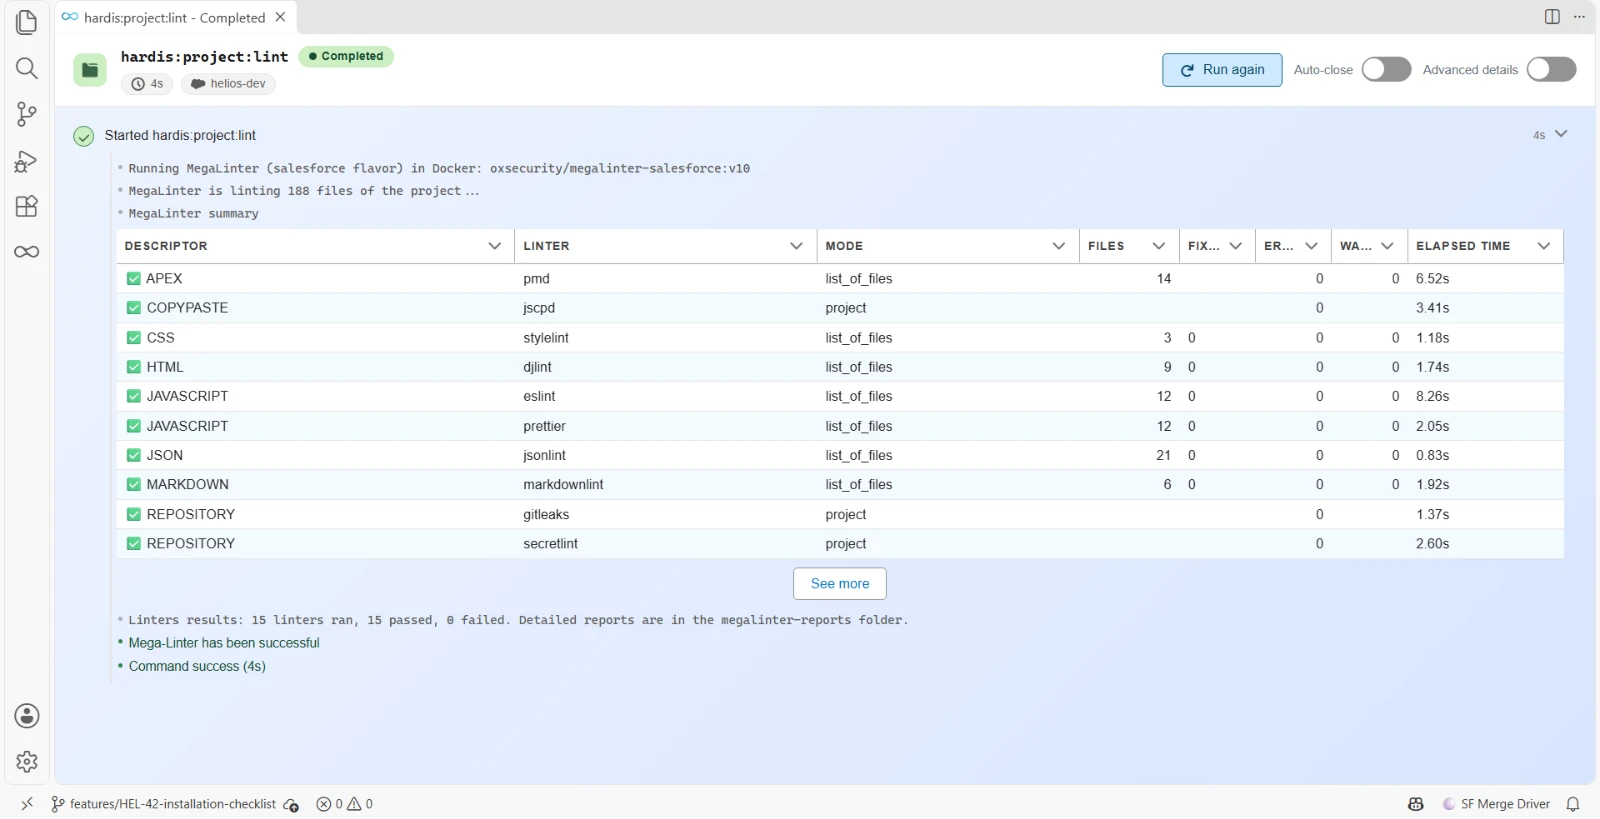 hardis:project:lint - Completed
hardis:project:lint
Completed
4s
helios-dev
Run again
Auto-close
Advanced details
Started hardis:project:lint
4s
Running MegaLinter (salesforce flavor) in Docker: oxsecurity/megalinter-salesforce:v10
MegaLinter is linting 188 files of the project...
MegaLinter summary
DESCRIPTOR LINTER MODE FILES FIX... ER... WA... ELAPSED TIME
APEX pmd list_of_files 14 0 0 6.52s
COPYPASTE jscpd project 0 3.41s
CSS stylelint list_of_files 3 0 0 0 1.18s
HTML djlint list_of_files 9 0 0 0 1.74s
JAVASCRIPT eslint list_of_files 12 0 0 0 8.26s
JAVASCRIPT prettier list_of_files 12 0 0 0 2.05s
JSON jsonlint list_of_files 21 0 0 0 0.83s
MARKDOWN markdownlint list_of_files 6 0 0 0 1.92s
REPOSITORY gitleaks project 0 1.37s
REPOSITORY secretlint project 0 2.60s
See more
Linters results: 15 linters ran, 15 passed, 0 failed. Detailed reports are in the megalinter-reports folder.
Mega-Linter has been successful
Command success (4s)
features/HEL-42-installation-checklist 0 0 SF Merge Driver